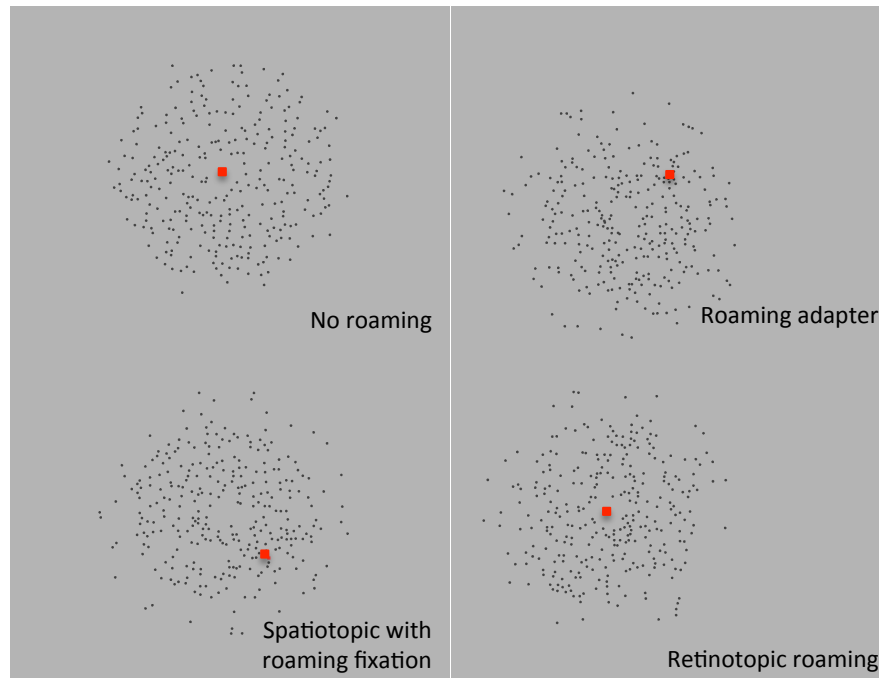 No roaming
Roaming adapter
Spatiotopic with
roaming fixation
Retinotopic roaming